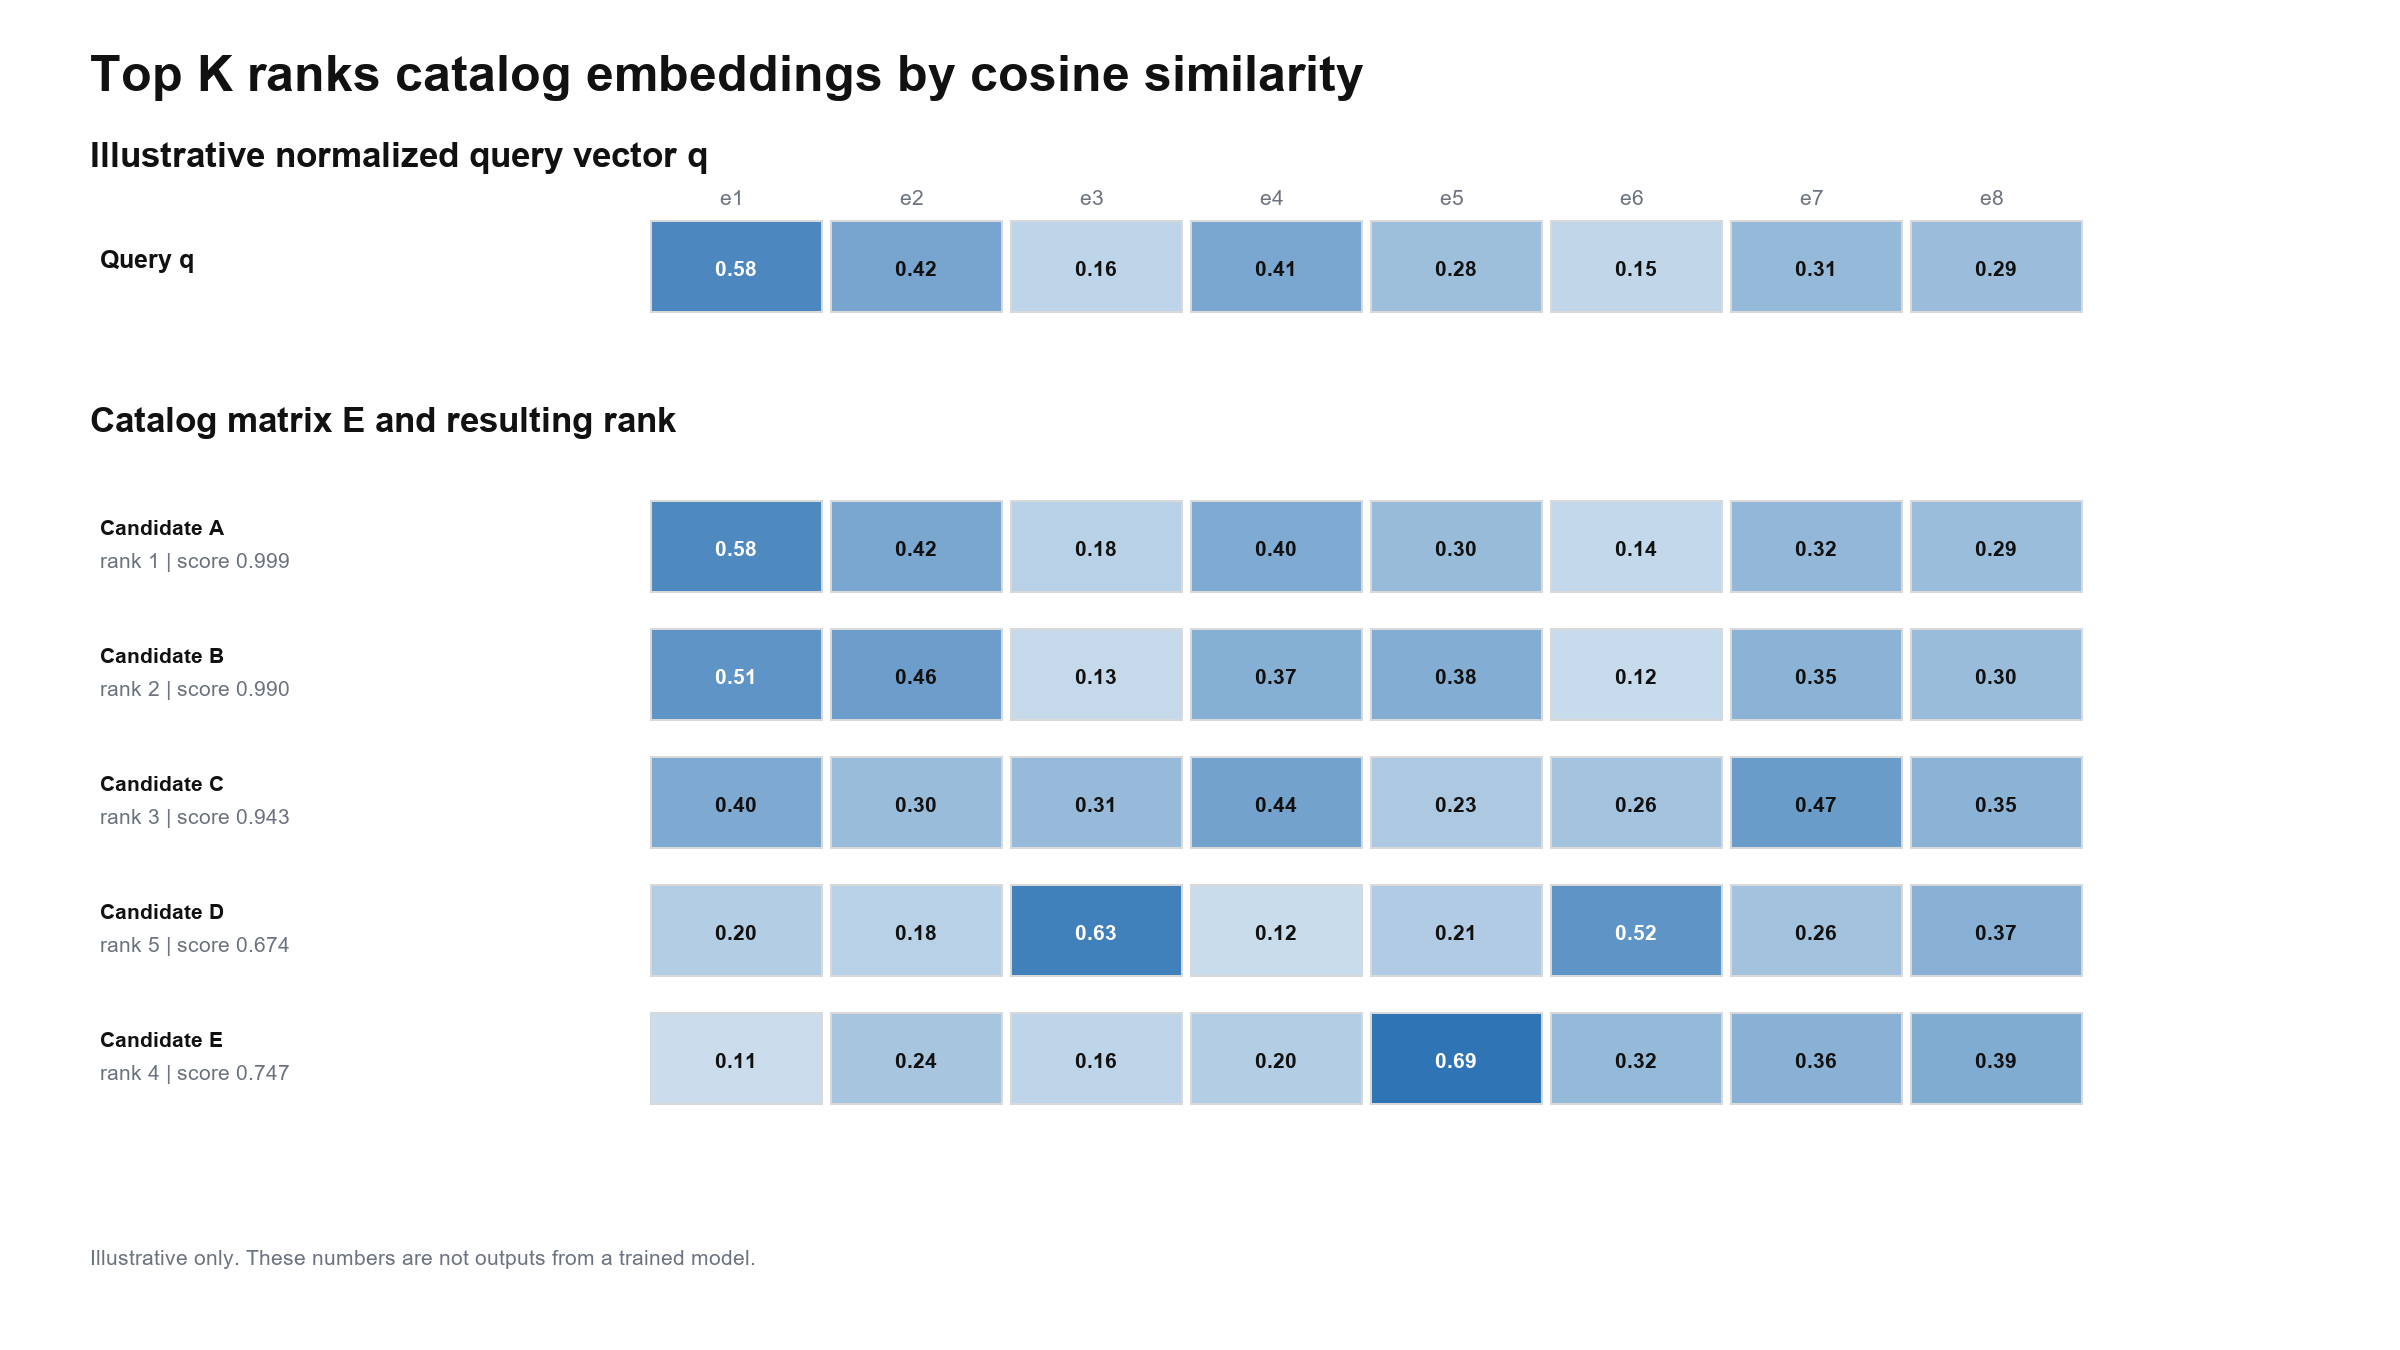 Top K ranks catalog embeddings by cosine similarity
Illustrative normalized query vector q
e1 e2 e3 e4 e5 e6 e7 e8
Query q 0.58 0.42 0.16 0.41 0.28 0.15 0.31 0.29
Catalog matrix E and resulting rank
Candidate A
rank 1 | score 0.999
0.58 0.42 0.18 0.40 0.30 0.14 0.32 0.29
Candidate B
rank 2 | score 0.990
0.51 0.46 0.13 0.37 0.38 0.12 0.35 0.30
Candidate C
rank 3 | score 0.943
0.40 0.30 0.31 0.44 0.23 0.26 0.47 0.35
Candidate D
rank 5 | score 0.674
0.20 0.18 0.63 0.12 0.21 0.52 0.26 0.37
Candidate E
rank 4 | score 0.747
0.11 0.24 0.16 0.20 0.69 0.32 0.36 0.39
Illustrative only. These numbers are not outputs from a trained model.